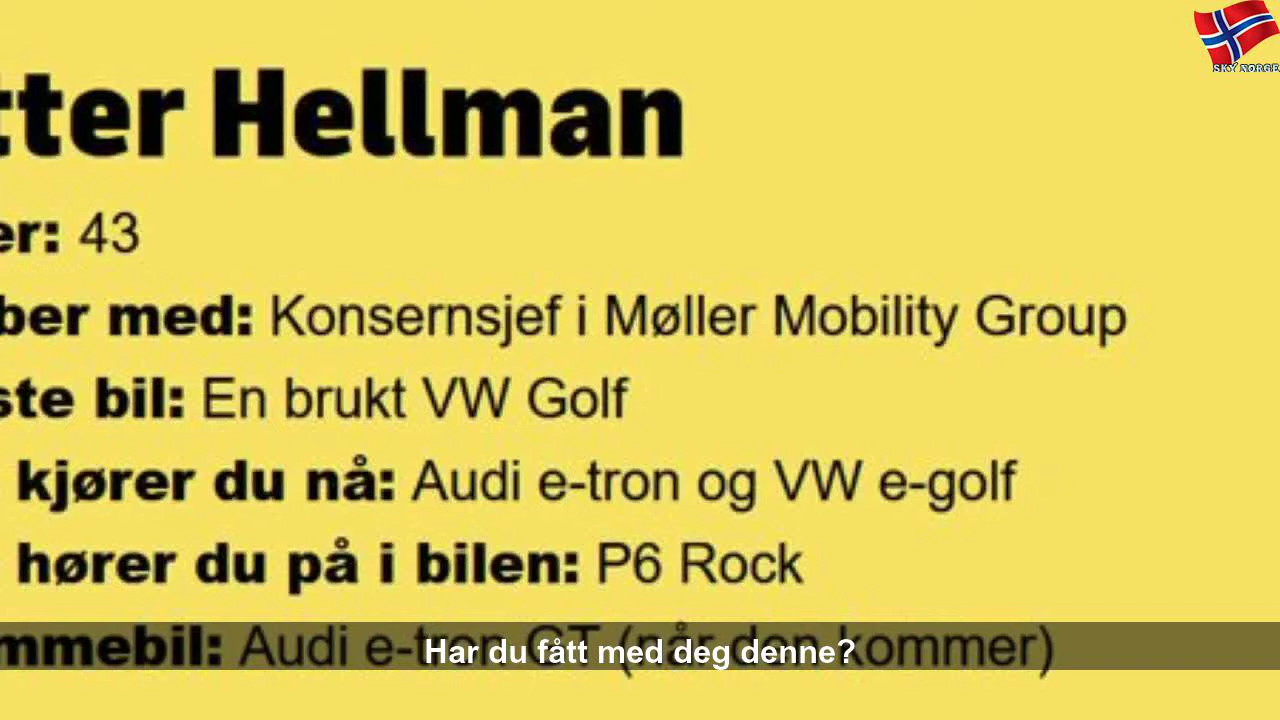 SKY NORGE
tter Hellman
er: 43
ber med: Konsernsjef i Møller Mobility Group
ste bil: En brukt VW Golf
kjører du nå: Audi e-tron og VW e-golf
hører du på i bilen: P6 Rock
mmebil: Audi e-tron GT (når den kommer)
Har du fått med deg denne?